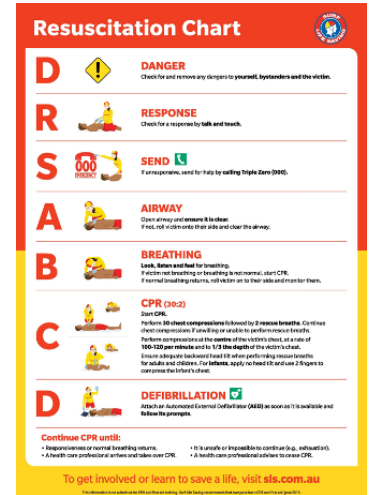 Resuscitation Chart
SURF
LIFE SAVING
D
DANGER
Check for and remove any dangers to yourself, bystanders and the victim.
R
RESPONSE
Check for a response by talk and touch.
S
000
EMERGENCY
SEND
If unresponsive, send for help by calling Triple Zero (000).
A
AIRWAY
Open airway and ensure it is clear.
If not, roll victim onto their side and clear the airway.
B
BREATHING
Look, listen and feel for breathing.
If victim not breathing or breathing is not normal, start CPR.
If normal breathing returns, roll victim on to their side and monitor them.
C
CPR (30:2)
Start CPR.
Perform 30 chest compressions followed by 2 rescue breaths. Continue
chest compressions if unwilling or unable to perform rescue breaths.
Perform compressions at the centre of the victim's chest, at a rate of
100-120 per minute and to 1/3 the depth of the victim's chest.
Ensure adequate backward head tilt when performing rescue breaths
for adults and children. For infants, apply no head tilt and use 2 fingers to
compress the infant's chest.
D
DEFIBRILLATION
Attach an Automated External Defibrillator (AED) as soon as it is available and
follow its prompts.
Continue CPR until:
• Responsiveness or normal breathing returns.
• A health care professional arrives and takes over CPR.
• It is unsafe or impossible to continue (e.g., exhaustion).
• A health care professional advises to cease CPR.
To get involved or learn to save a life, visit sls.com.au